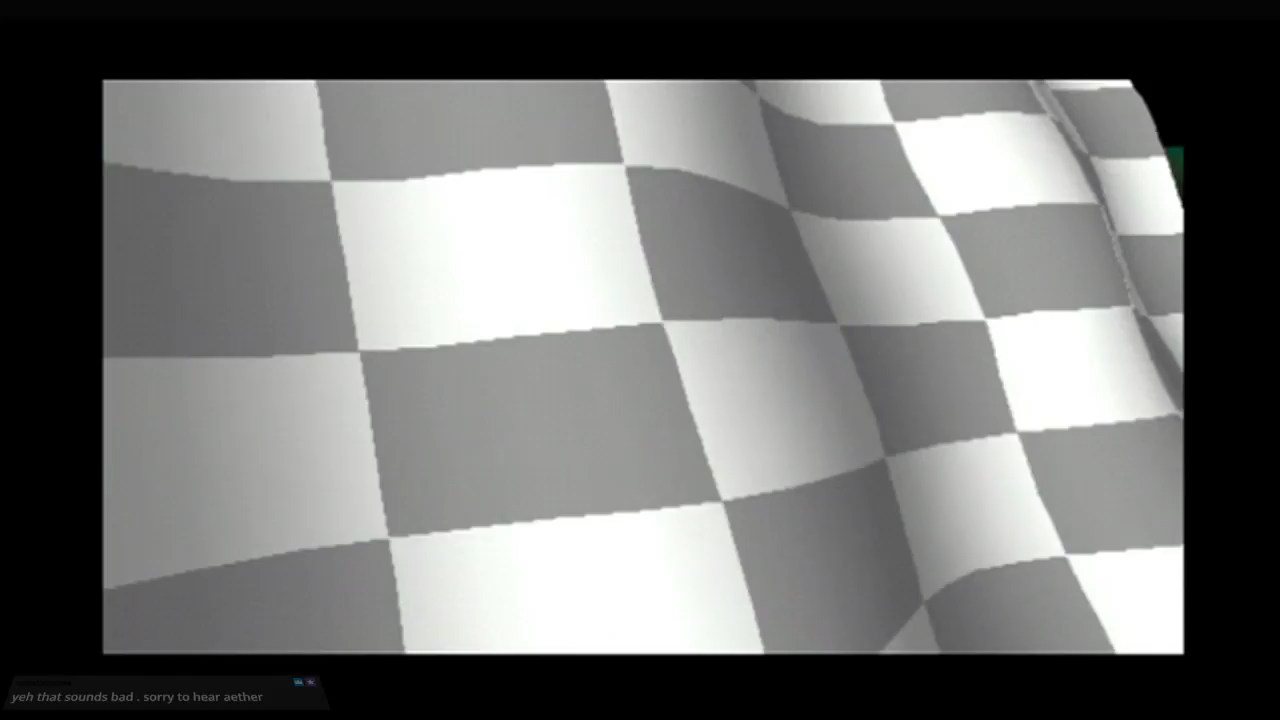 yeh that sounds bad . sorry to hear aether